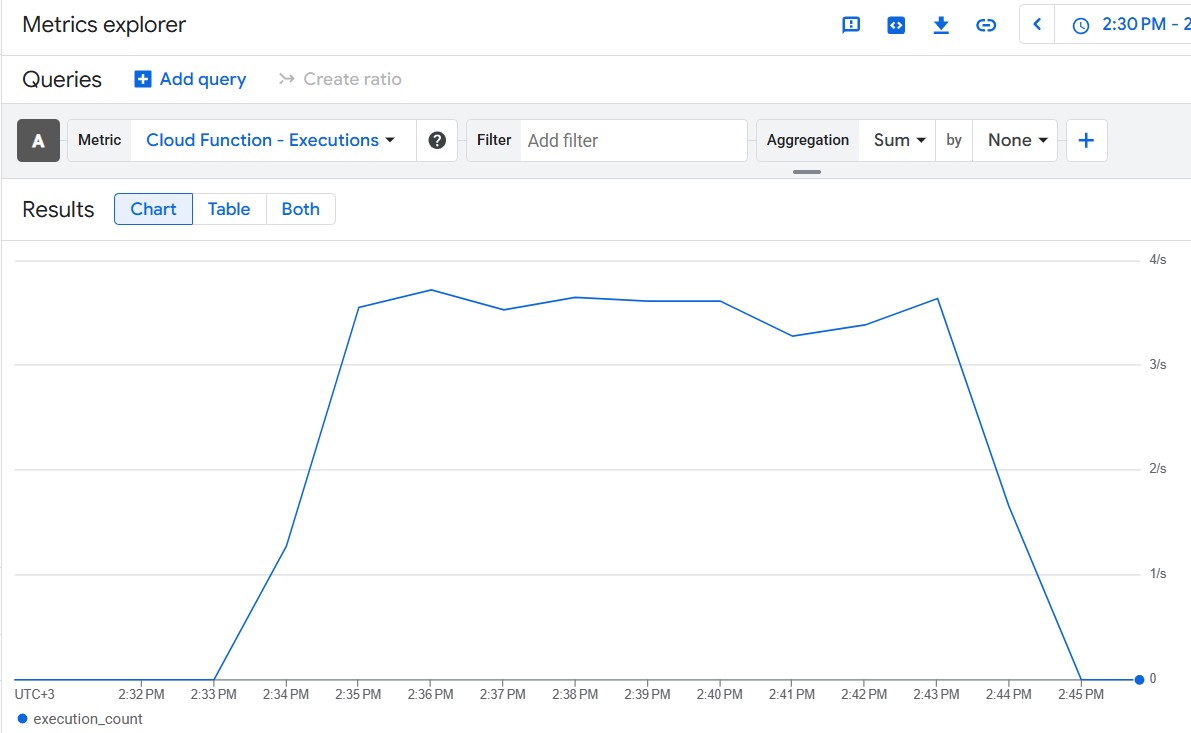 Metrics explorer 2:30 PM - 2
Queries Add query Create ratio
A Metric Cloud Function - Executions ? Filter Add filter Aggregation Sum by None +
Results Chart Table Both
4/s
3/s
2/s
1/s
0
UTC+3 2:32 PM 2:33 PM 2:34 PM 2:35 PM 2:36 PM 2:37 PM 2:38 PM 2:39 PM 2:40 PM 2:41 PM 2:42 PM 2:43 PM 2:44 PM 2:45 PM
execution_count